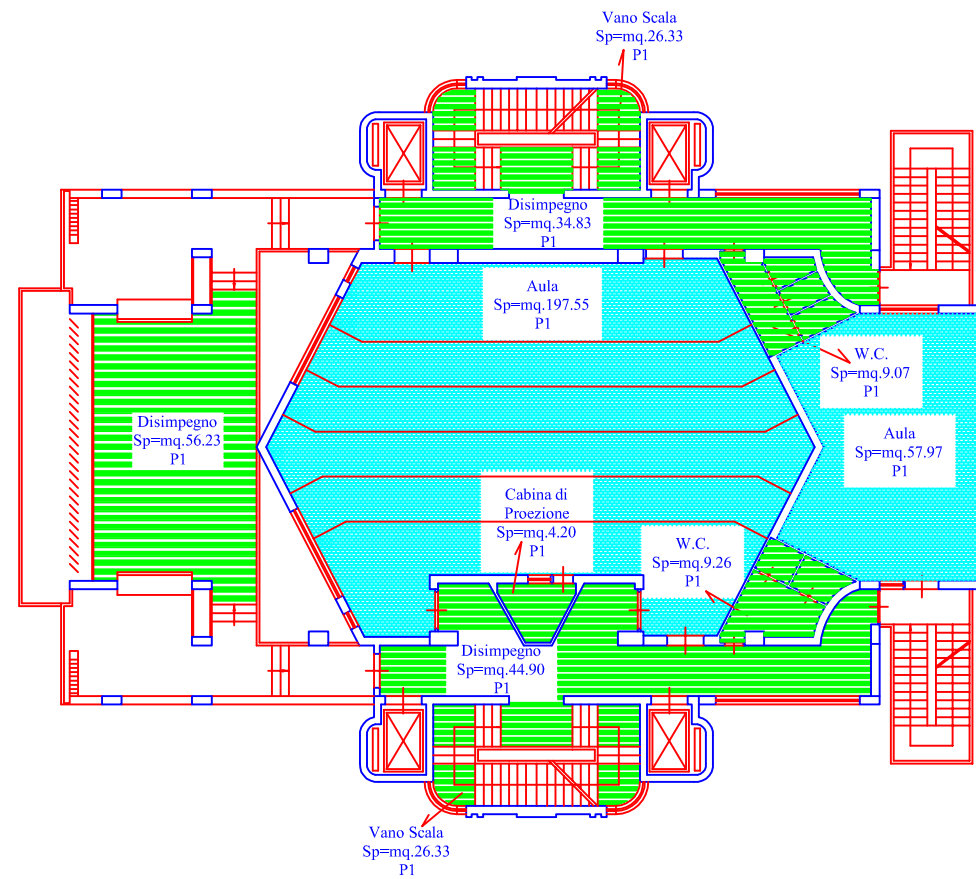 Vano Scala
Sp=mq.26.33
P1
Disimpegno
Sp=mq.34.83
P1
Aula
Sp=mq.197.55
P1
W.C.
Sp=mq.9.07
P1
Disimpegno
Sp=mq.56.23
P1
Aula
Sp=mq.57.97
P1
Cabina di
Proezione
Sp=mq.4.20
P1
W.C.
Sp=mq.9.26
P1
Disimpegno
Sp=mq.44.90
P1
Vano Scala
Sp=mq.26.33
P1